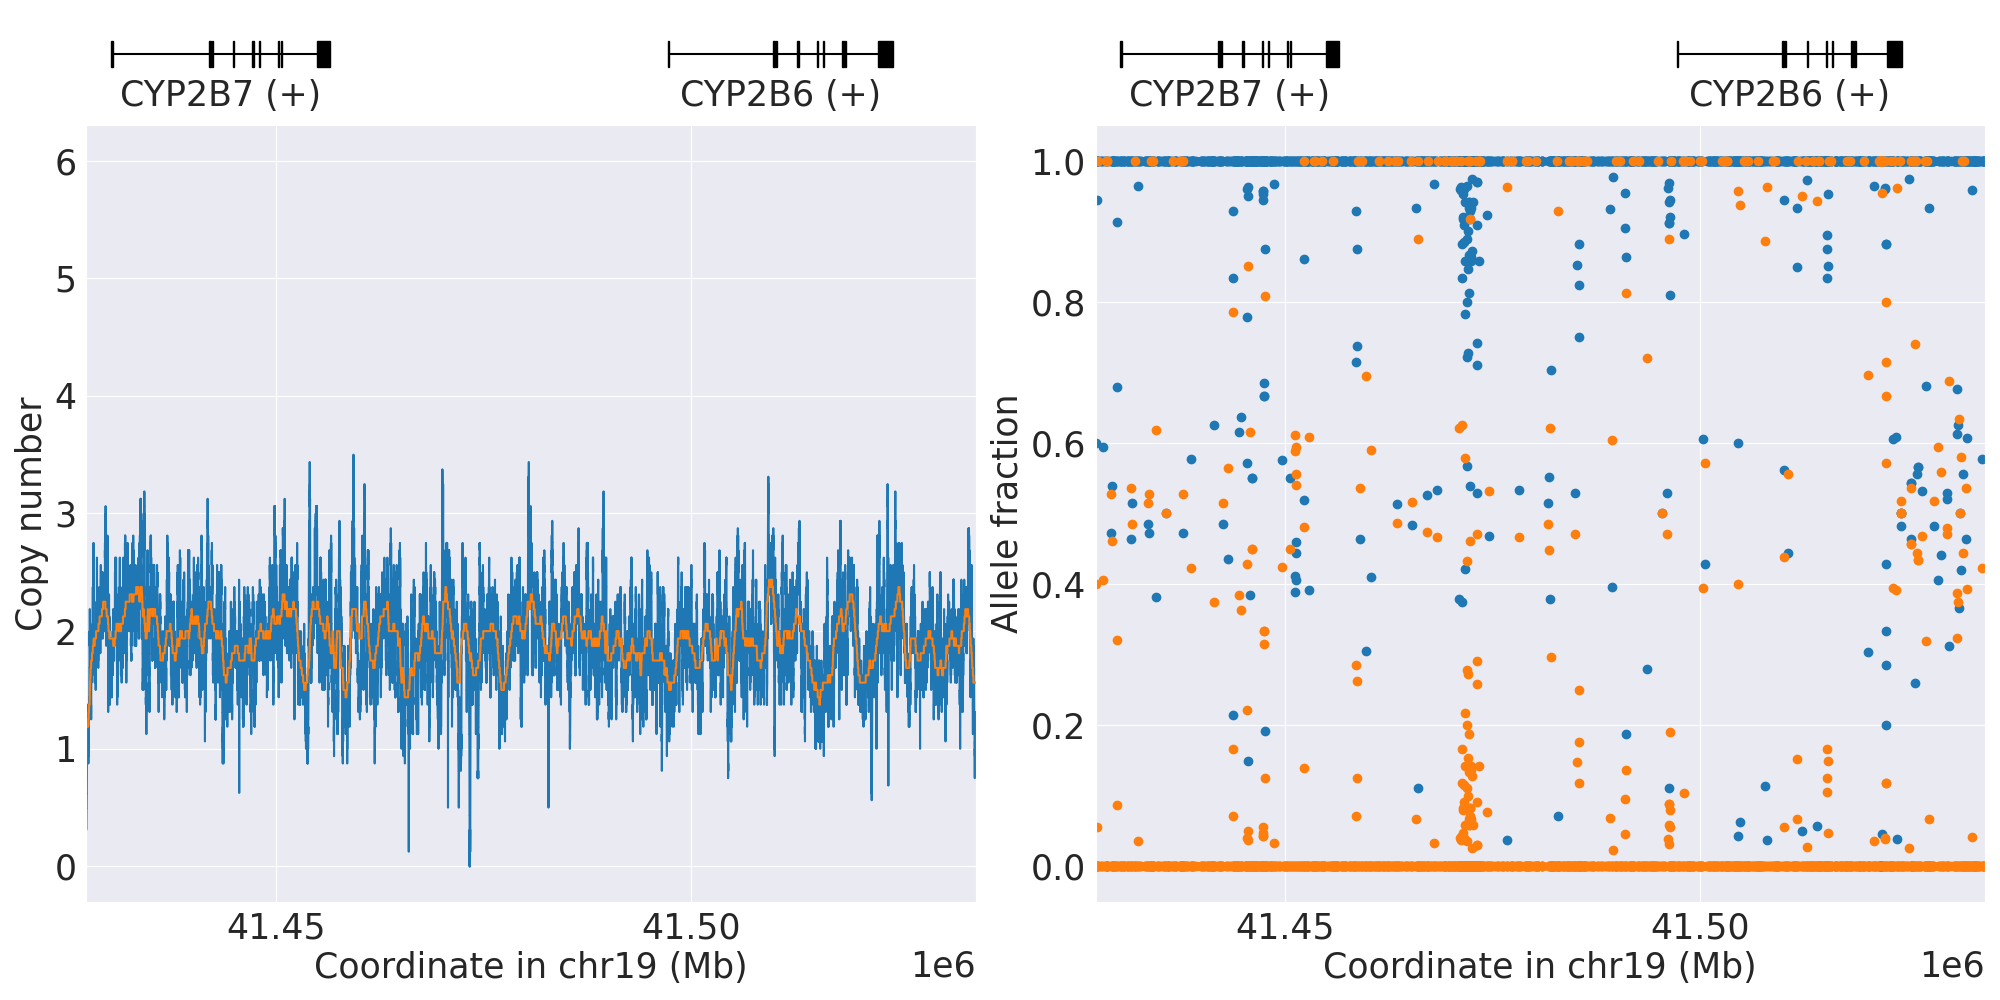 CYP2B7 (+)
CYP2B6 (+)
6
5
4
3
2
1
0
Copy number
41.45
41.50
Coordinate in chr19 (Mb)
1e6
CYP2B7 (+)
CYP2B6 (+)
1.0
0.8
0.6
0.4
0.2
0.0
Allele fraction
41.45
41.50
Coordinate in chr19 (Mb)
1e6